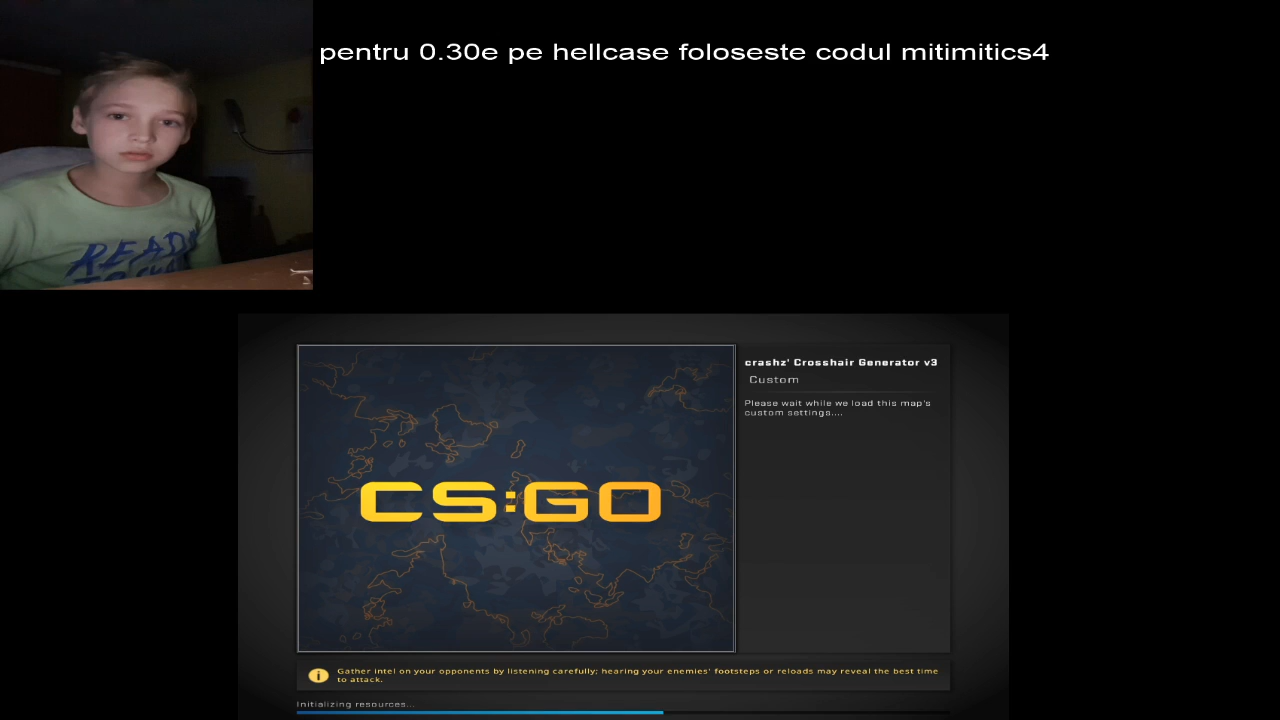 pentru 0.30e pe hellcase foloseste codul mitimitics4
READY
CS:GO
crashz' Crosshair Generator v3
Custom
Please wait while we load this map's
custom settings....
Gather intel on your opponents by listening carefully; hearing your enemies' footsteps or reloads may reveal the best time
to attack.
Initializing resources...